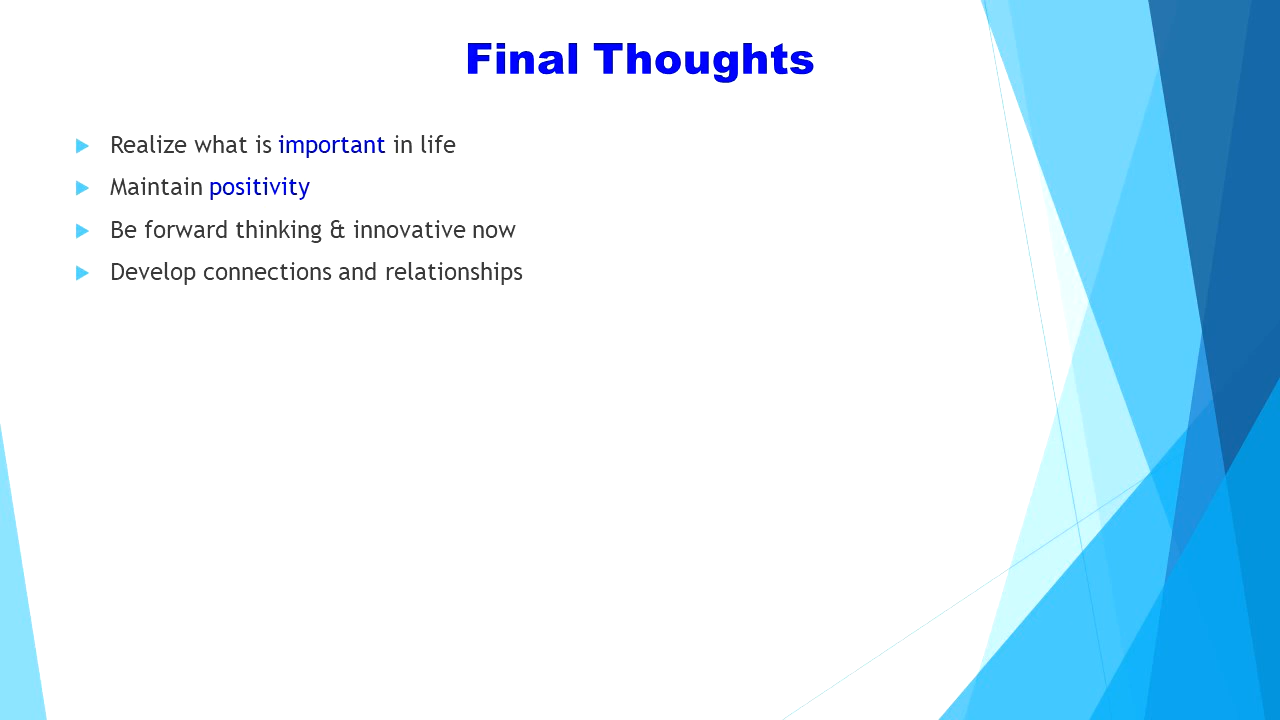 Final Thoughts
Realize what is important in life
Maintain positivity
Be forward thinking & innovative now
Develop connections and relationships